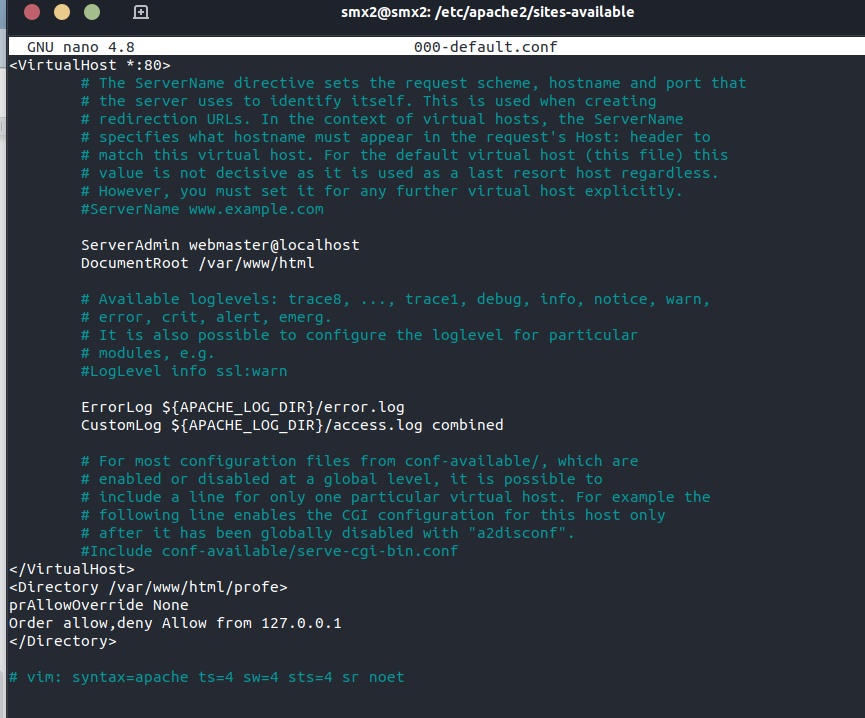 smx2@smx2: /etc/apache2/sites-available
GNU nano 4.8 000-default.conf
<VirtualHost *:80>
# The ServerName directive sets the request scheme, hostname and port that
# the server uses to identify itself. This is used when creating
# redirection URLs. In the context of virtual hosts, the ServerName
# specifies what hostname must appear in the request's Host: header to
# match this virtual host. For the default virtual host (this file) this
# value is not decisive as it is used as a last resort host regardless.
# However, you must set it for any further virtual host explicitly.
#ServerName www.example.com
ServerAdmin webmaster@localhost
DocumentRoot /var/www/html
# Available loglevels: trace8, ..., trace1, debug, info, notice, warn,
# error, crit, alert, emerg.
# It is also possible to configure the loglevel for particular
# modules, e.g.
#LogLevel info ssl:warn
ErrorLog ${APACHE_LOG_DIR}/error.log
CustomLog ${APACHE_LOG_DIR}/access.log combined
# For most configuration files from conf-available/, which are
# enabled or disabled at a global level, it is possible to
# include a line for only one particular virtual host. For example the
# following line enables the CGI configuration for this host only
# after it has been globally disabled with "a2disconf".
#Include conf-available/serve-cgi-bin.conf
</VirtualHost>
<Directory /var/www/html/profe>
prAllowOverride None
Order allow,deny Allow from 127.0.0.1
</Directory>
# vim: syntax=apache ts=4 sw=4 sts=4 sr noet